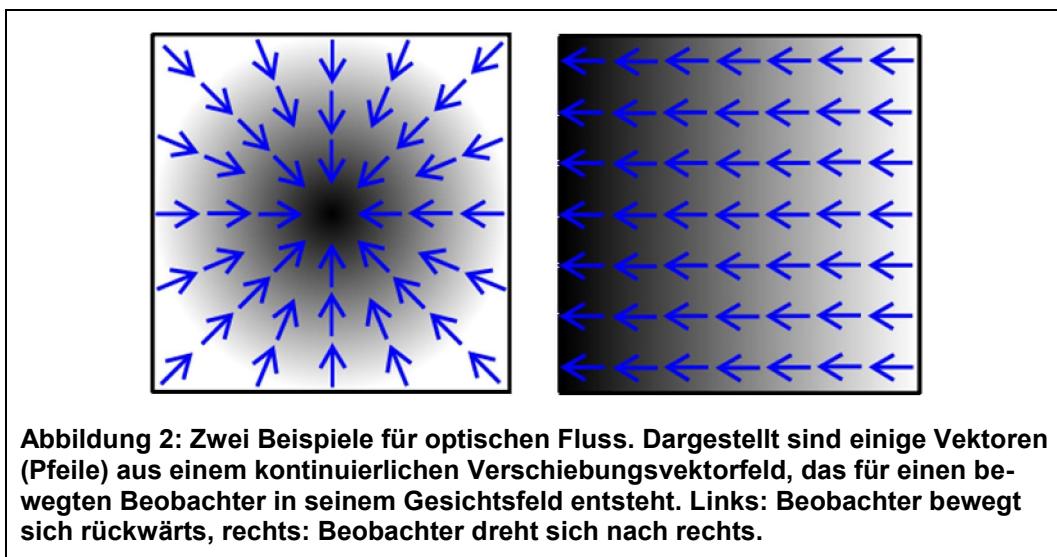 Abbildung 2: Zwei Beispiele für optischen Fluss. Dargestellt sind einige Vektoren
(Pfeile) aus einem kontinuierlichen Verschiebungsvektorfeld, das für einen be-
wegten Beobachter in seinem Gesichtsfeld entsteht. Links: Beobachter bewegt
sich rückwärts, rechts: Beobachter dreht sich nach rechts.